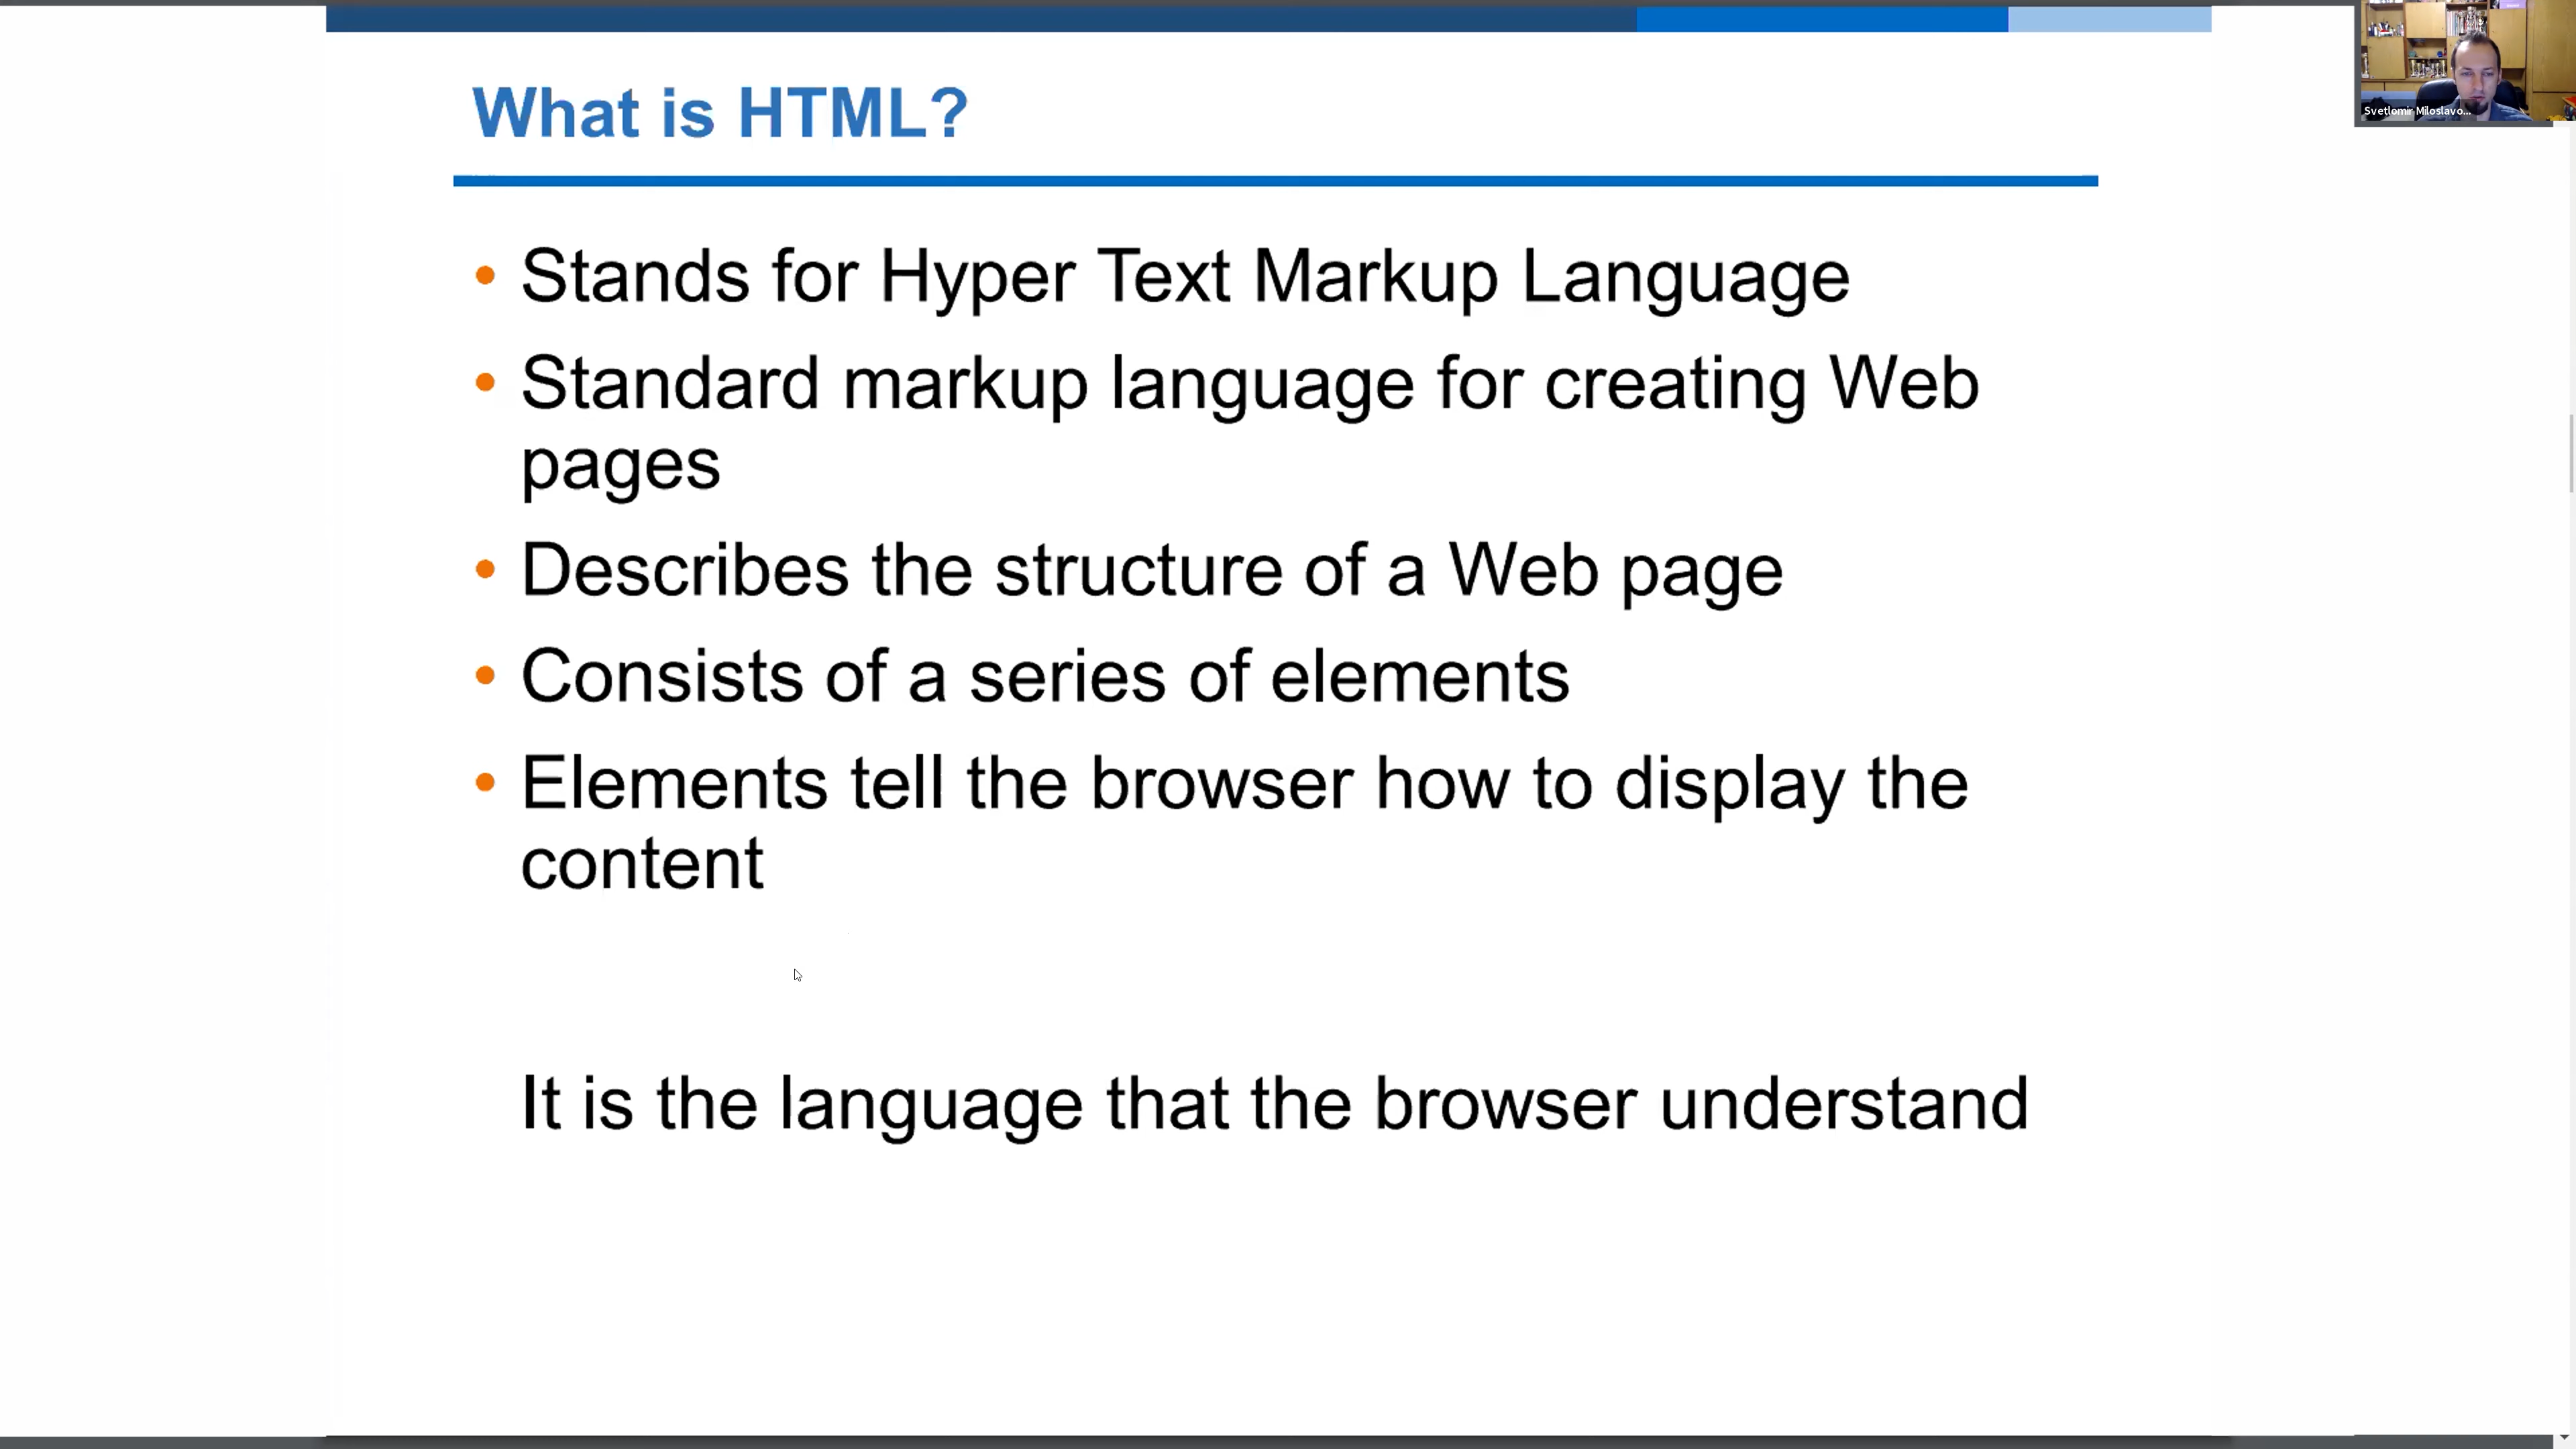 What is HTML?
• Stands for Hyper Text Markup Language
• Standard markup language for creating Web
pages
• Describes the structure of a Web page
• Consists of a series of elements
• Elements tell the browser how to display the
content
It is the language that the browser understand
Svetlomir Miloslavo...